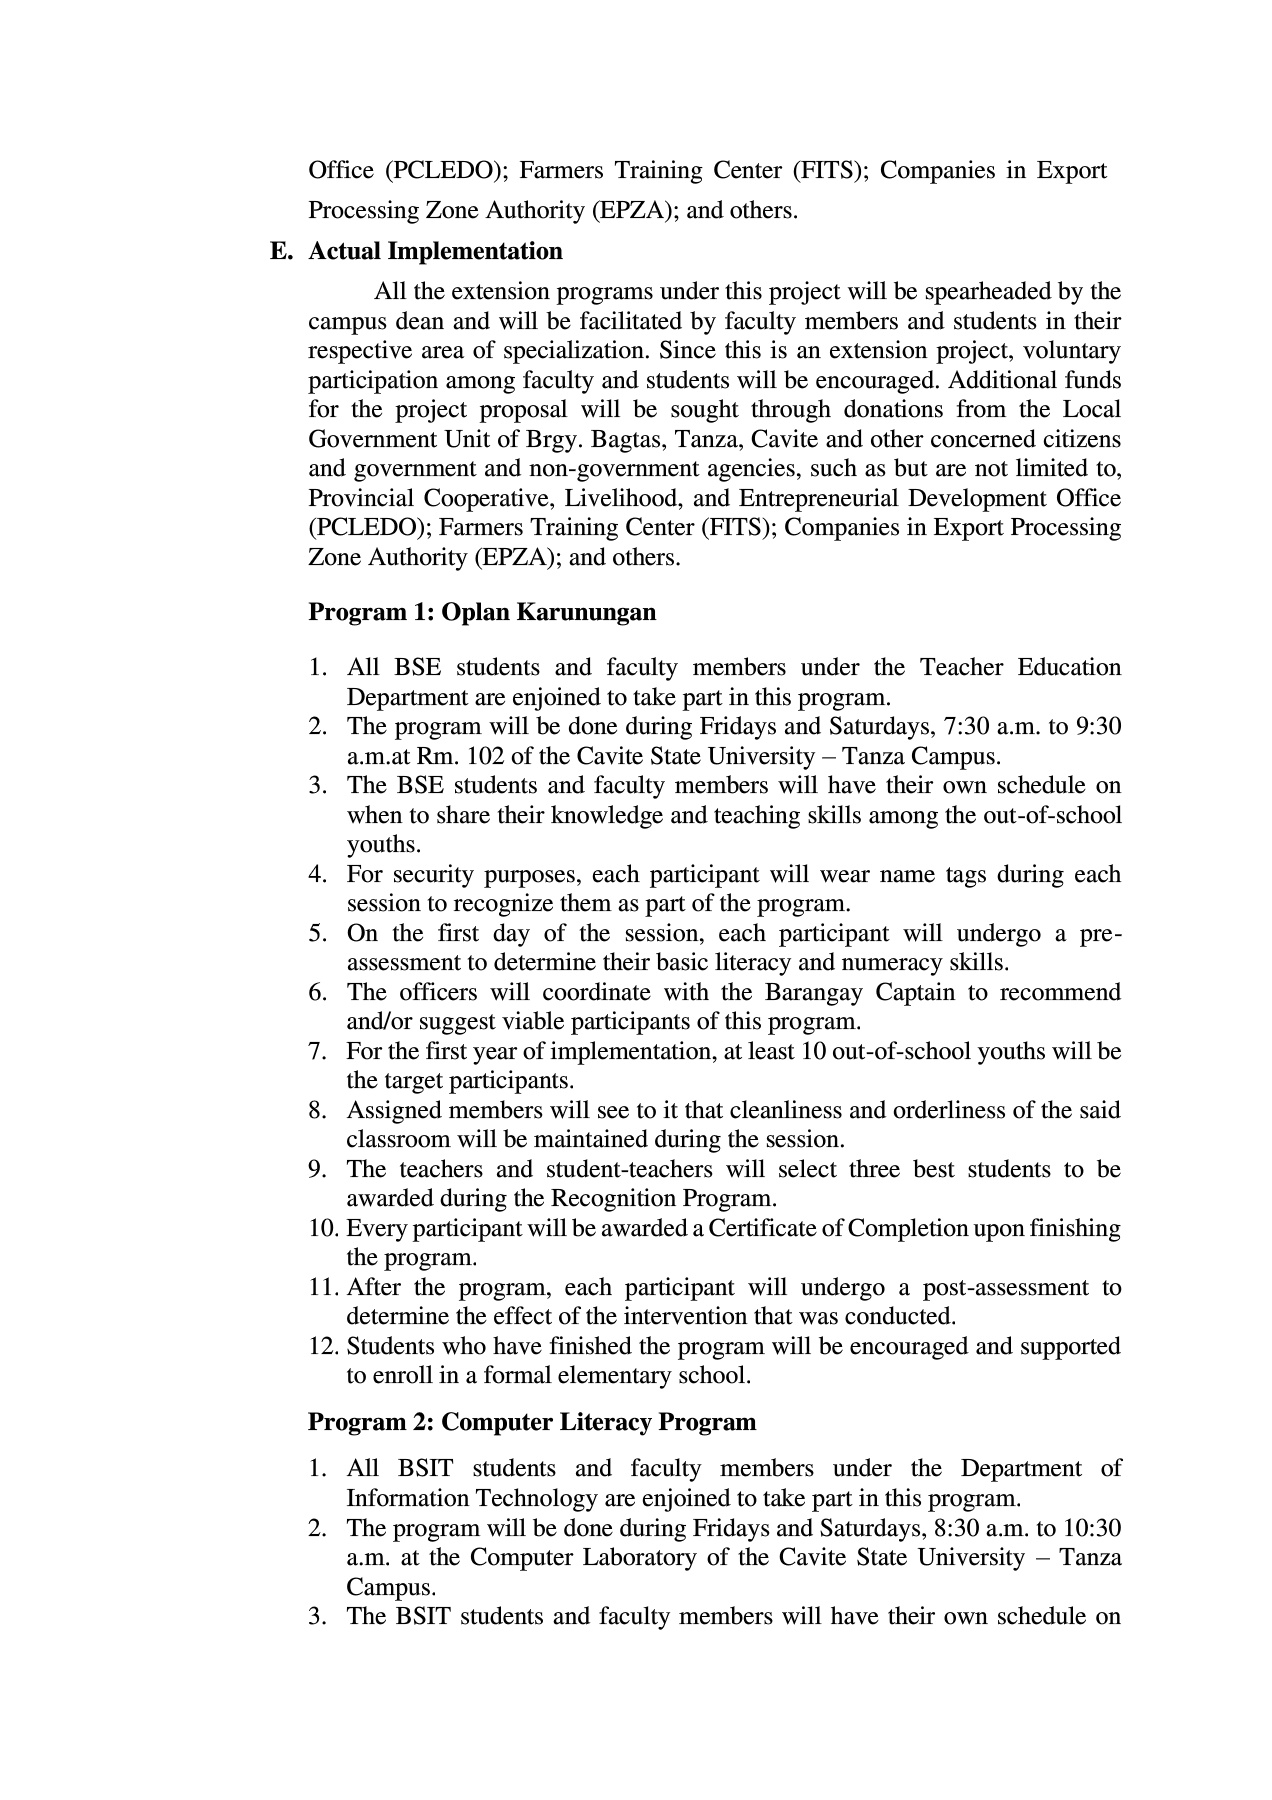 Office (PCLEDO); Farmers Training Center (FITS); Companies in Export
Processing Zone Authority (EPZA); and others.
E. Actual Implementation
All the extension programs under this project will be spearheaded by the
campus dean and will be facilitated by faculty members and students in their
respective area of specialization. Since this is an extension project, voluntary
participation among faculty and students will be encouraged. Additional funds
for the project proposal will be sought through donations from the Local
Government Unit of Brgy. Bagtas, Tanza, Cavite and other concerned citizens
and government and non-government agencies, such as but are not limited to,
Provincial Cooperative, Livelihood, and Entrepreneurial Development Office
(PCLEDO); Farmers Training Center (FITS); Companies in Export Processing
Zone Authority (EPZA); and others.
Program 1: Oplan Karunungan
1. All BSE students and faculty members under the Teacher Education
Department are enjoined to take part in this program.
2. The program will be done during Fridays and Saturdays, 7:30 a.m. to 9:30
a.m.at Rm. 102 of the Cavite State University – Tanza Campus.
3. The BSE students and faculty members will have their own schedule on
when to share their knowledge and teaching skills among the out-of-school
youths.
4. For security purposes, each participant will wear name tags during each
session to recognize them as part of the program.
5. On the first day of the session, each participant will undergo a pre-
assessment to determine their basic literacy and numeracy skills.
6. The officers will coordinate with the Barangay Captain to recommend
and/or suggest viable participants of this program.
7. For the first year of implementation, at least 10 out-of-school youths will be
the target participants.
8. Assigned members will see to it that cleanliness and orderliness of the said
classroom will be maintained during the session.
9. The teachers and student-teachers will select three best students to be
awarded during the Recognition Program.
10. Every participant will be awarded a Certificate of Completion upon finishing
the program.
11. After the program, each participant will undergo a post-assessment to
determine the effect of the intervention that was conducted.
12. Students who have finished the program will be encouraged and supported
to enroll in a formal elementary school.
Program 2: Computer Literacy Program
1. All BSIT students and faculty members under the Department of
Information Technology are enjoined to take part in this program.
2. The program will be done during Fridays and Saturdays, 8:30 a.m. to 10:30
a.m. at the Computer Laboratory of the Cavite State University – Tanza
Campus.
3. The BSIT students and faculty members will have their own schedule on